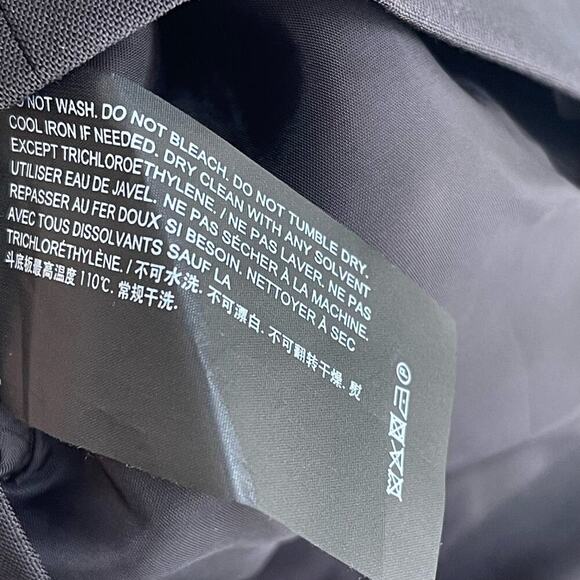 DO NOT WASH. DO NOT BLEACH. DO NOT TUMBLE DRY.
COOL IRON IF NEEDED. DRY CLEAN WITH ANY SOLVENT
EXCEPT TRICHLOROETHYLENE. / NE PAS LAVER. NE PAS
UTILISER EAU DE JAVEL. NE PAS SÉCHER À LA MACHINE.
REPASSER AU FER DOUX SI BESOIN. NETTOYER À SEC
AVEC TOUS DISSOLVANTS SAUF LA
TRICHLORÉTHYLÈNE. / 不可水洗. 不可漂白. 不可翻转干燥. 熨
斗底板最高温度 110℃. 常规干洗.
P